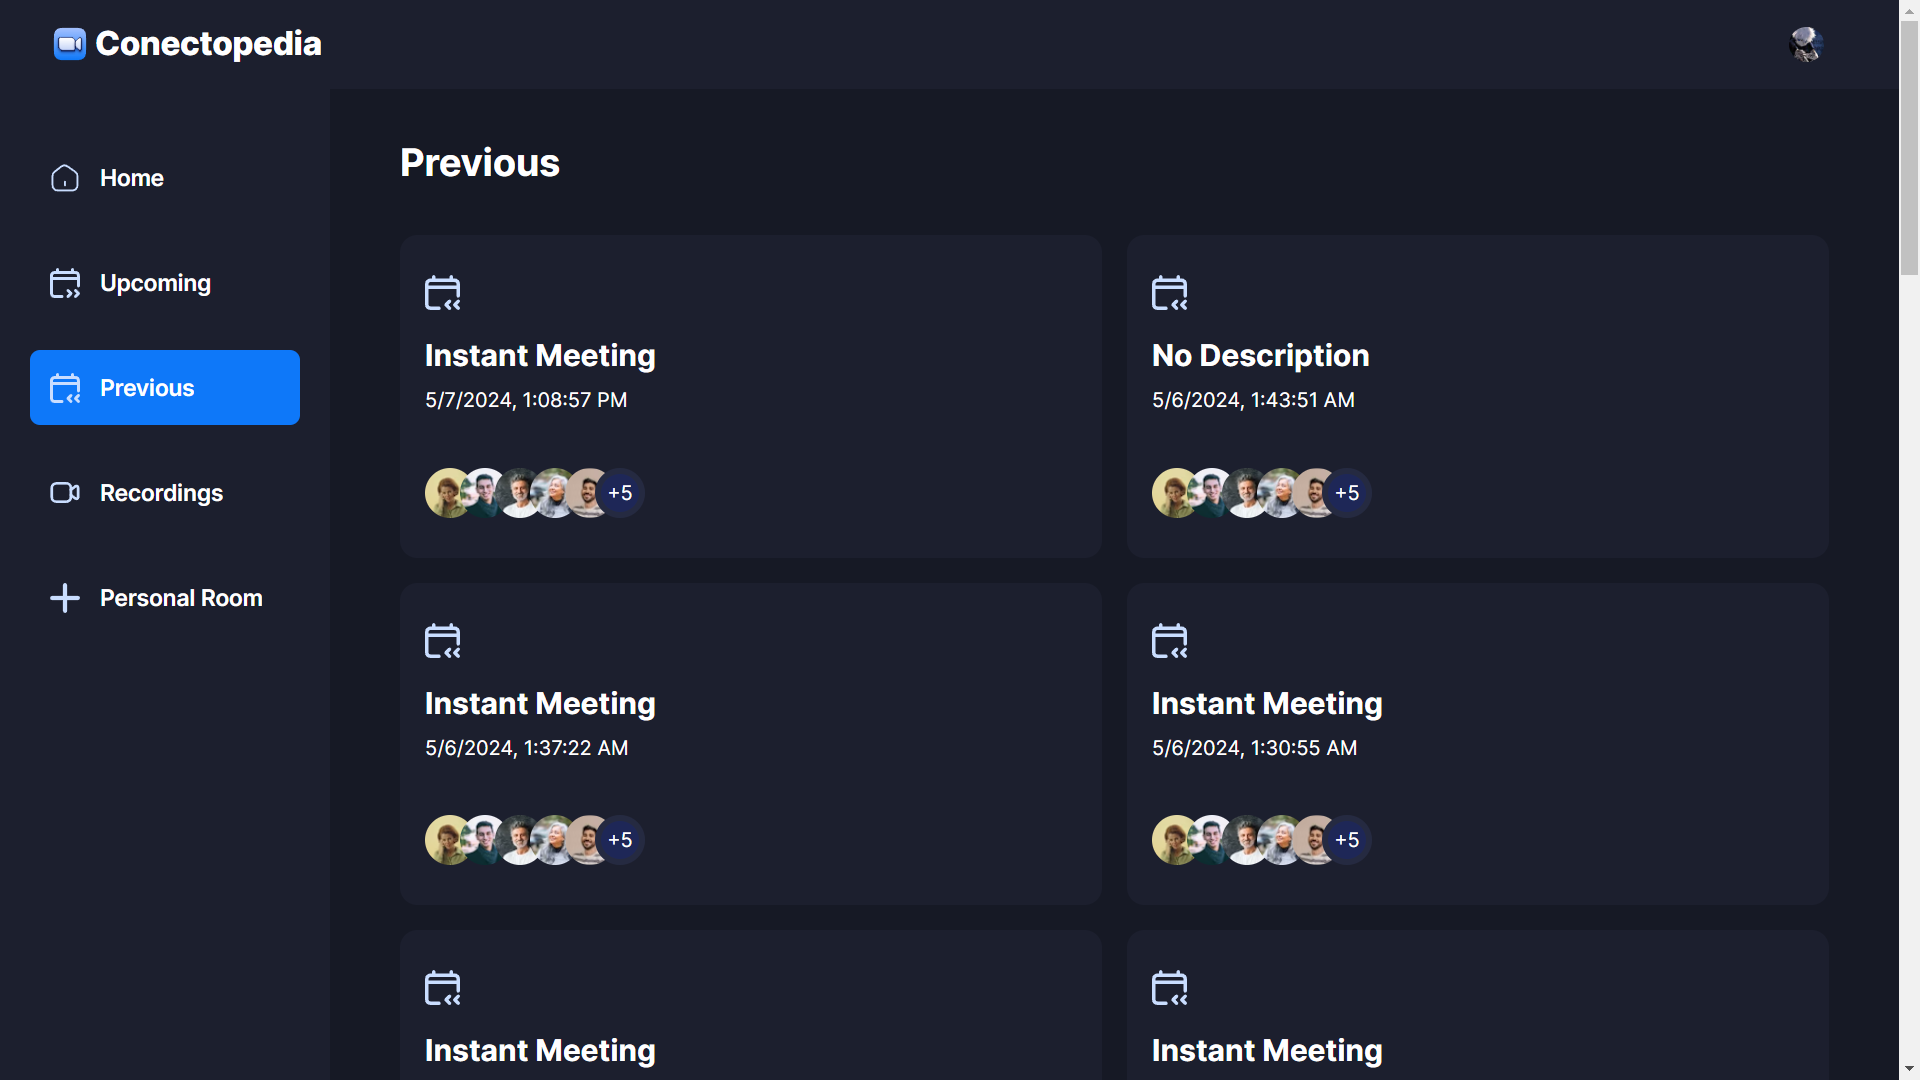 Conectopedia
Home
Upcoming
Previous
Recordings
Personal Room
Previous
Instant Meeting
5/7/2024, 1:08:57 PM
+5
No Description
5/6/2024, 1:43:51 AM
+5
Instant Meeting
5/6/2024, 1:37:22 AM
+5
Instant Meeting
5/6/2024, 1:30:55 AM
+5
Instant Meeting
Instant Meeting